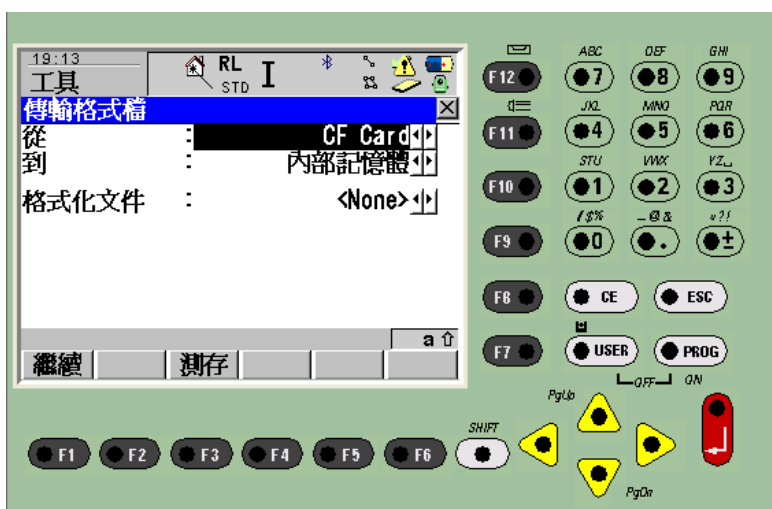 19:13
工具
RL
STD
I
傳輸格式檔
從 : CF Card
到 : 內部記憶體
格式化文件 : <None>
a
繼續 測存
F12 ABC 7 DEF 8 GHI 9
F11 JKL 4 MNO 5 PQR 6
F10 STU 1 VWX 2 YZ 3
F9 /$% 0 _@& . *?! ±
F8 CE ESC
F7 USER PROG
OFF ON
PgUp
SHIFT
F1 F2 F3 F4 F5 F6
PgDn